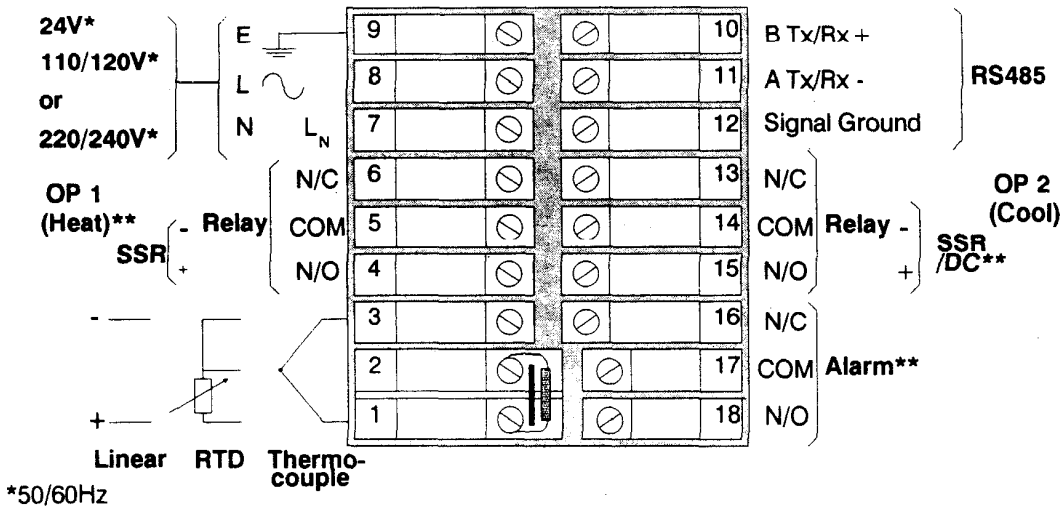 24V*
110/120V*
or
220/240V*
E
L
N
L N
9
8
7
10
11
12
B Tx/Rx +
A Tx/Rx -
Signal Ground
RS485
OP 1
(Heat)**
SSR
-
+
Relay
N/C
COM
N/O
6
5
4
13
14
15
N/C
COM
N/O
Relay
-
+
SSR
/DC**
OP 2
(Cool)
-
+
3
2
1
16
17
18
N/C
COM
N/O
Alarm**
Linear
RTD
Thermo-
couple
*50/60Hz